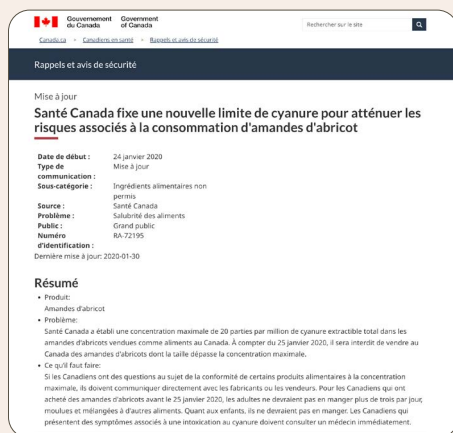 Gouvernement Government
du Canada of Canada
Rechercher sur le site
Canada.ca > Canadiens en santé > Rappels et avis de sécurité
Rappels et avis de sécurité
Mise à jour
Santé Canada fixe une nouvelle limite de cyanure pour atténuer les
risques associés à la consommation d'amandes d'abricot
Date de début : 24 janvier 2020
Type de Mise à jour
communication :
Sous-catégorie : Ingrédients alimentaires non
permis
Source : Santé Canada
Problème : Salubrité des aliments
Public : Grand public
Numéro RA-72195
d'identification :
Dernière mise à jour: 2020-01-30
Résumé
• Produit:
Amandes d'abricot
• Problème:
Santé Canada a établi une concentration maximale de 20 parties par million de cyanure extractible total dans les
amandes d'abricots vendues comme aliments au Canada. À compter du 25 janvier 2020, il sera interdit de vendre au
Canada des amandes d'abricots dont la taille dépasse la concentration maximale.
• Ce qu'il faut faire:
Si les Canadiens ont des questions au sujet de la conformité de certains produits alimentaires à la concentration
maximale, ils doivent communiquer directement avec les fabricants ou les vendeurs. Pour les Canadiens qui ont
acheté des amandes d'abricots avant le 25 janvier 2020, les adultes ne devraient pas en manger plus de trois par jour,
moulues et mélangées à d'autres aliments. Quant aux enfants, ils ne devraient pas en manger. Les Canadiens qui
présentent des symptômes associés à une intoxication au cyanure doivent consulter un médecin immédiatement.